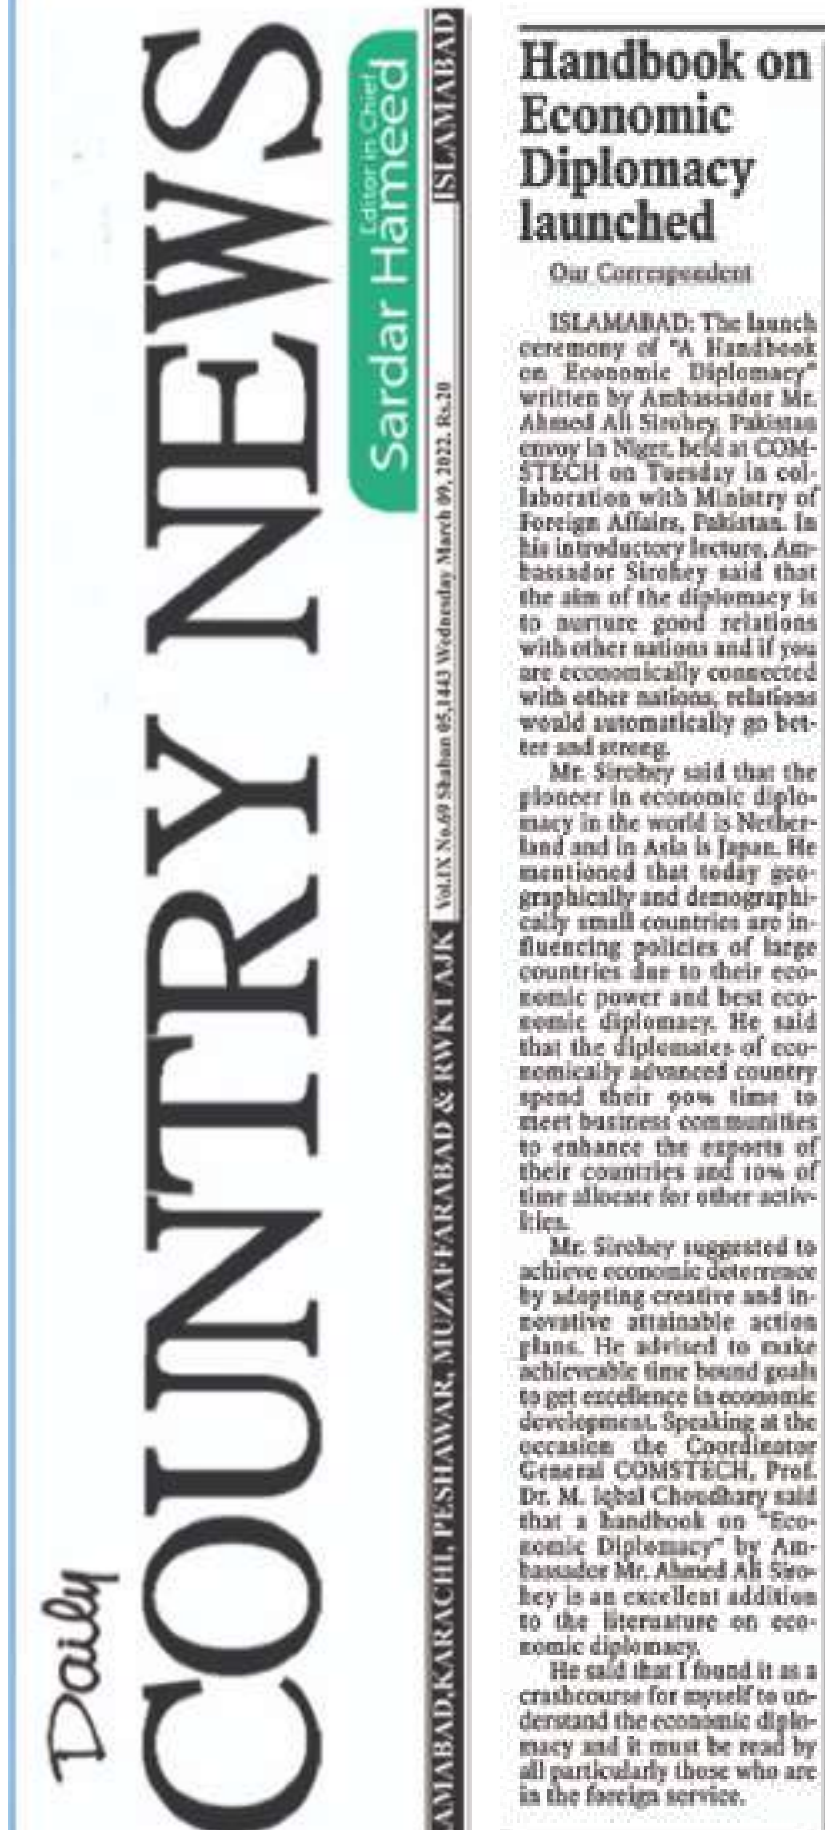 Daily
COUNTRY NEWS
Editor in Chief
Sardar Hameed
AMABAD,KARACHI, PESHAWAR, MUZAFFARABAD & RWKT AJK
Vol.IX No.69 Shaban 05,1443 Wednesday March 09, 2022, Rs.20
ISLAMABAD
Handbook on
Economic
Diplomacy
launched
Our Correspondent
ISLAMABAD: The launch
ceremony of "A Handbook
on Economic Diplomacy"
written by Ambassador Mr.
Ahmed Ali Sirohey, Pakistan
envoy in Niger, held at COM-
STECH on Tuesday in col-
laboration with Ministry of
Foreign Affairs, Pakistan. In
his introductory lecture, Am-
bassador Sirohey said that
the aim of the diplomacy is
to nurture good relations
with other nations and if you
are economically connected
with other nations, relations
would automatically go bet-
ter and strong.
Mr. Sirohey said that the
pioneer in economic diplo-
macy in the world is Nether-
land and in Asia is Japan. He
mentioned that today geo-
graphically and demographi-
cally small countries are in-
fluencing policies of large
countries due to their eco-
nomic power and best eco-
nomic diplomacy. He said
that the diplomates of eco-
nomically advanced country
spend their 90% time to
meet business communities
to enhance the exports of
their countries and 10% of
time allocate for other activ-
ities.
Mr. Sirohey suggested to
achieve economic deterrence
by adopting creative and in-
novative attainable action
plans. He advised to make
achieveable time bound goals
to get excellence in economic
development. Speaking at the
occasion the Coordinator
General COMSTECH, Prof.
Dr. M. Iqbal Choudhary said
that a handbook on "Eco-
nomic Diplomacy" by Am-
bassador Mr. Ahmed Ali Siro-
hey is an excellent addition
to the literuature on eco-
nomic diplomacy.
He said that I found it as a
crashcourse for myself to un-
derstand the economic diplo-
macy and it must be read by
all particularly those who are
in the foreign service.